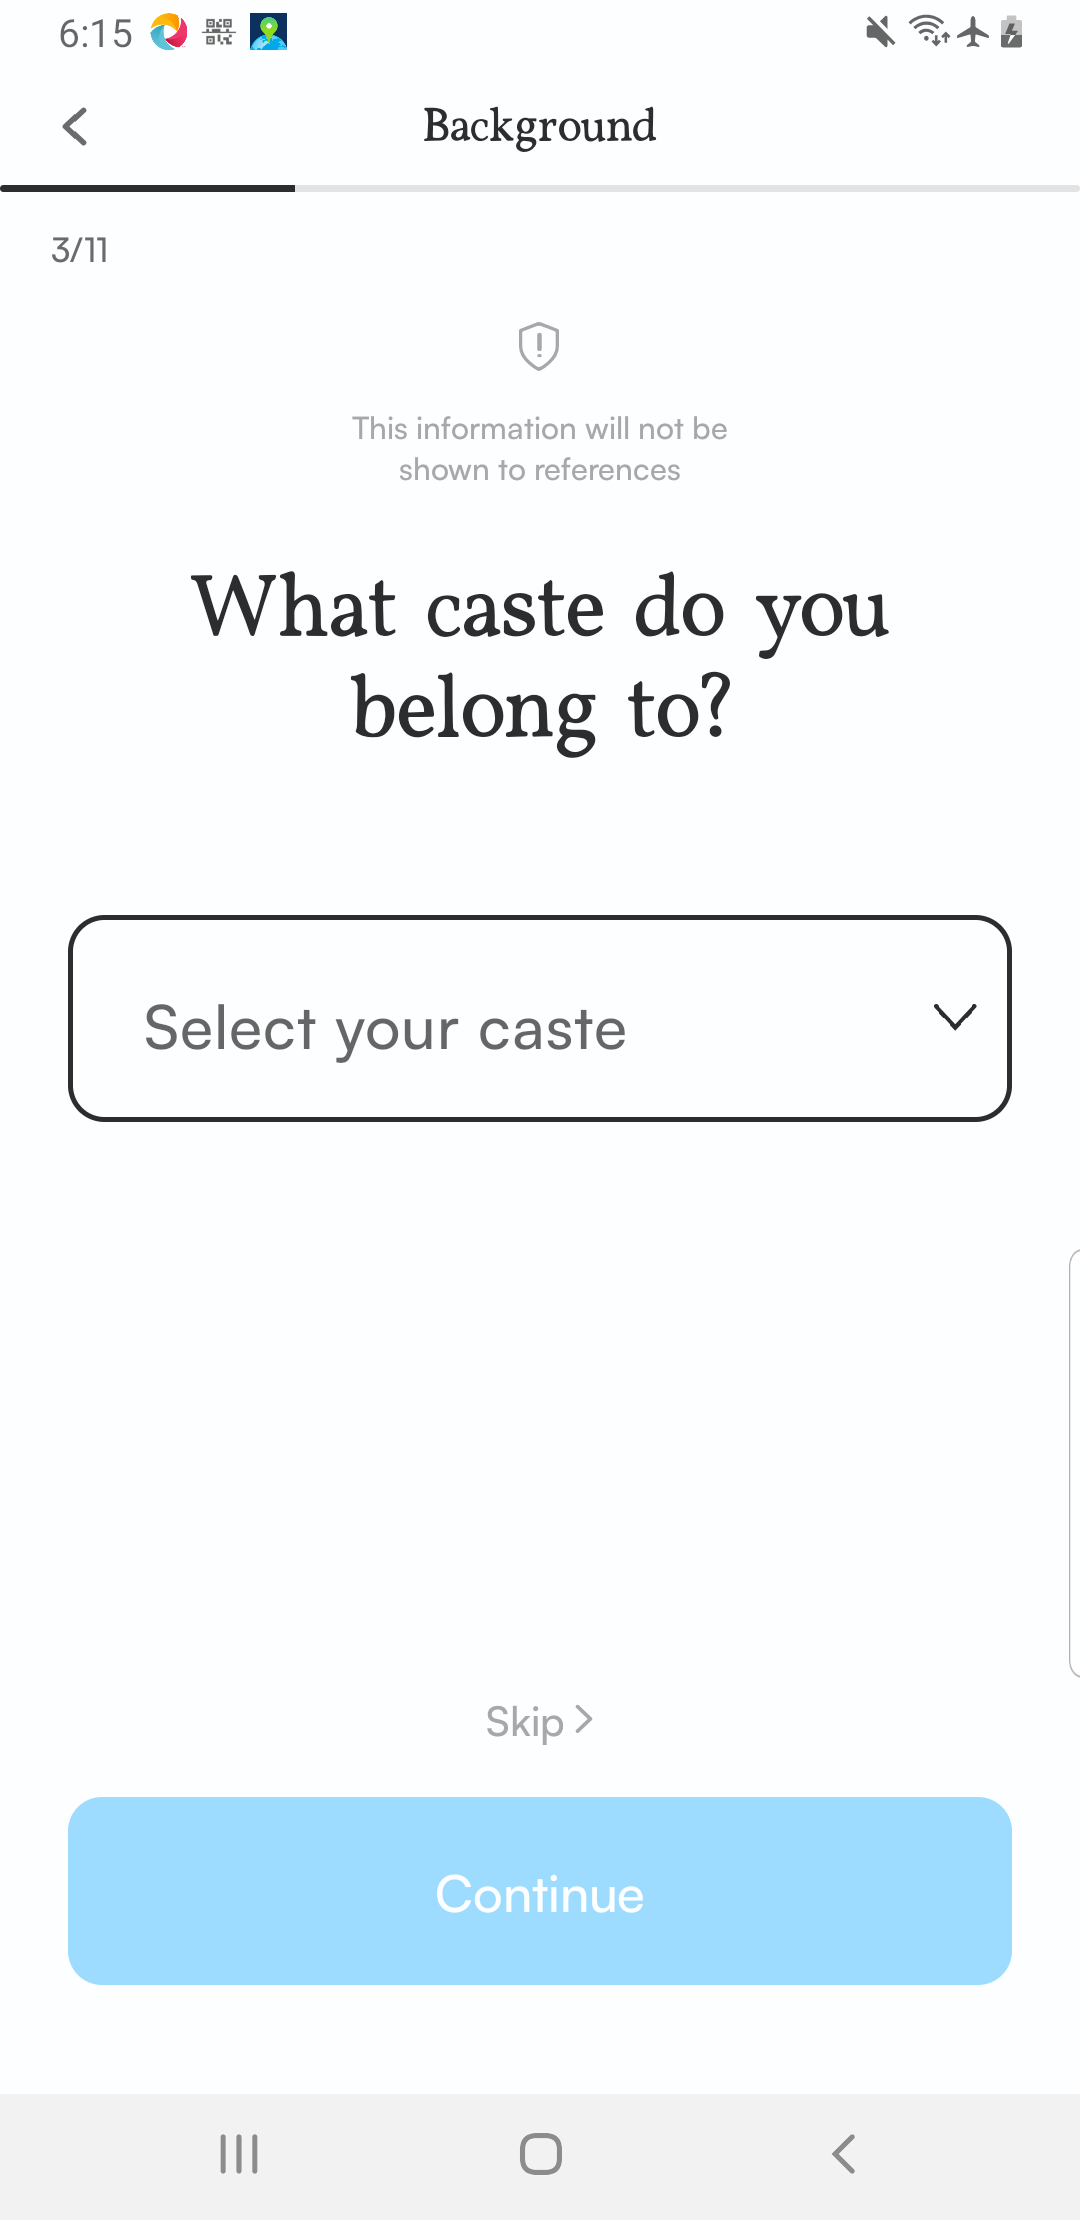 6:15
Background
3/11
This information will not be
shown to references
What caste do you
belong to?
Select your caste
Skip
Continue